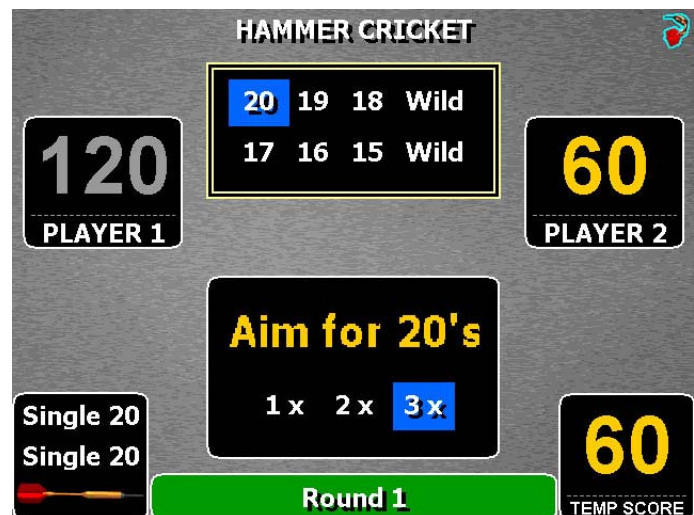 HAMMER CRICKET
20 19 18 Wild
17 16 15 Wild
120
PLAYER 1
60
PLAYER 2
Aim for 20's
1 x 2 x 3 x
Single 20
Single 20
Round 1
60
TEMP SCORE